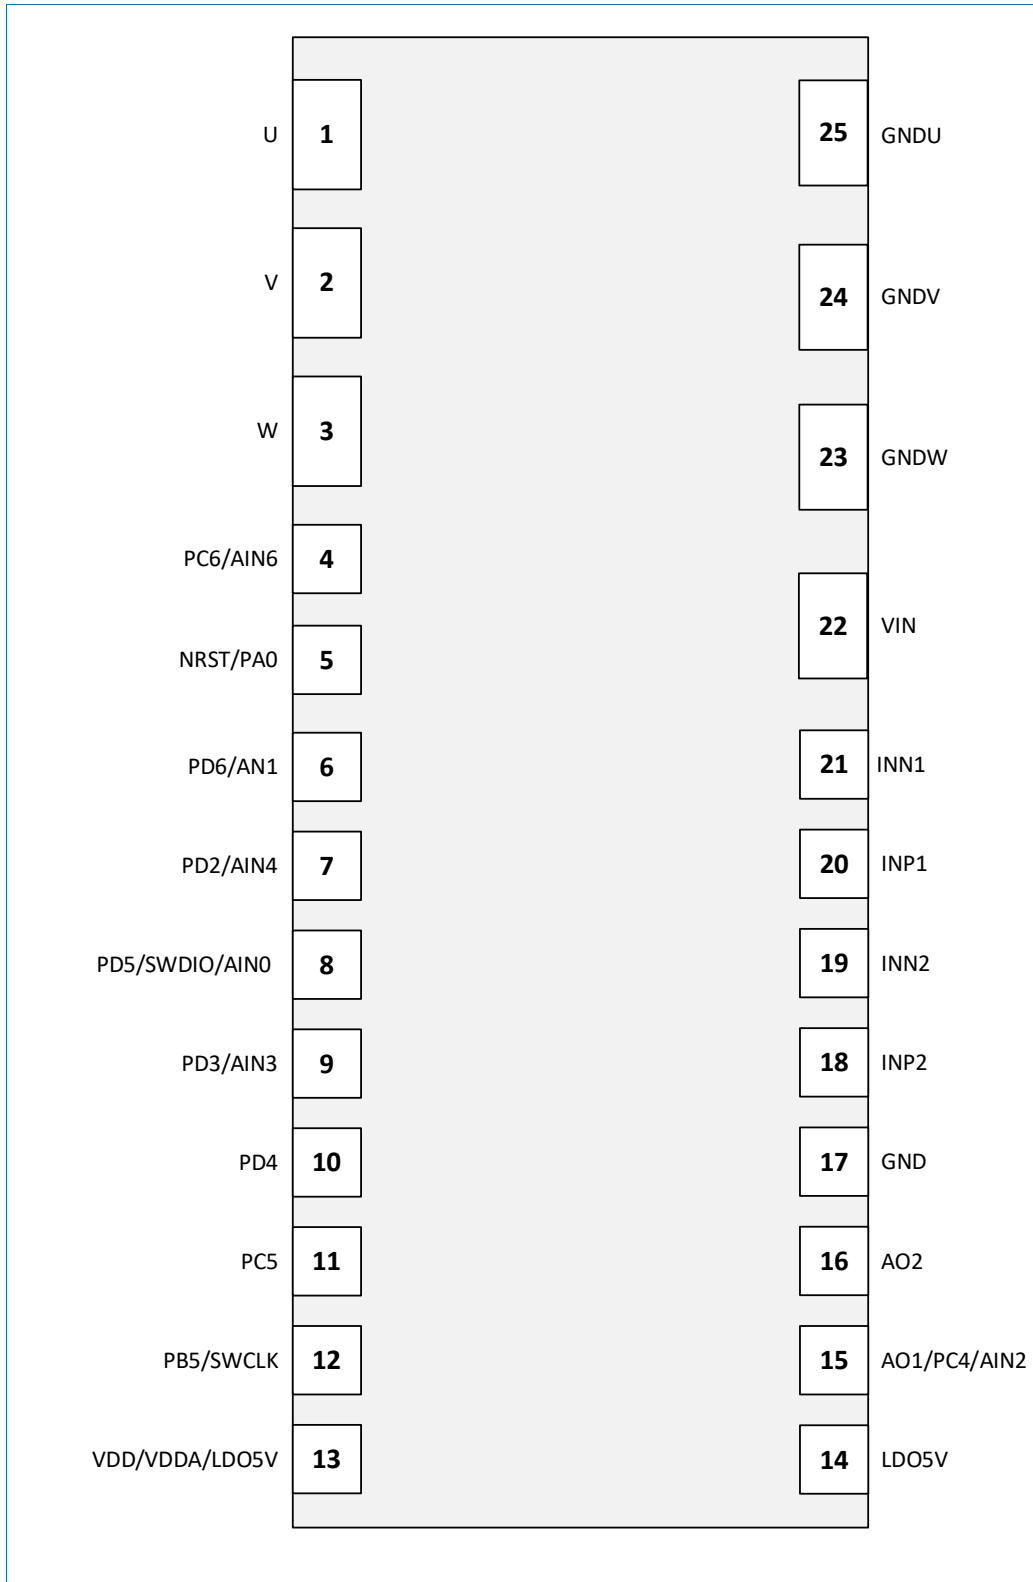 U 1
V 2
W 3
PC6/AIN6 4
NRST/PA0 5
PD6/AN1 6
PD2/AIN4 7
PD5/SWDIO/AIN0 8
PD3/AIN3 9
PD4 10
PC5 11
PB5/SWCLK 12
VDD/VDDA/LDO5V 13
25 GNDU
24 GNDV
23 GNDW
22 VIN
21 INN1
20 INP1
19 INN2
18 INP2
17 GND
16 AO2
15 AO1/PC4/AIN2
14 LDO5V